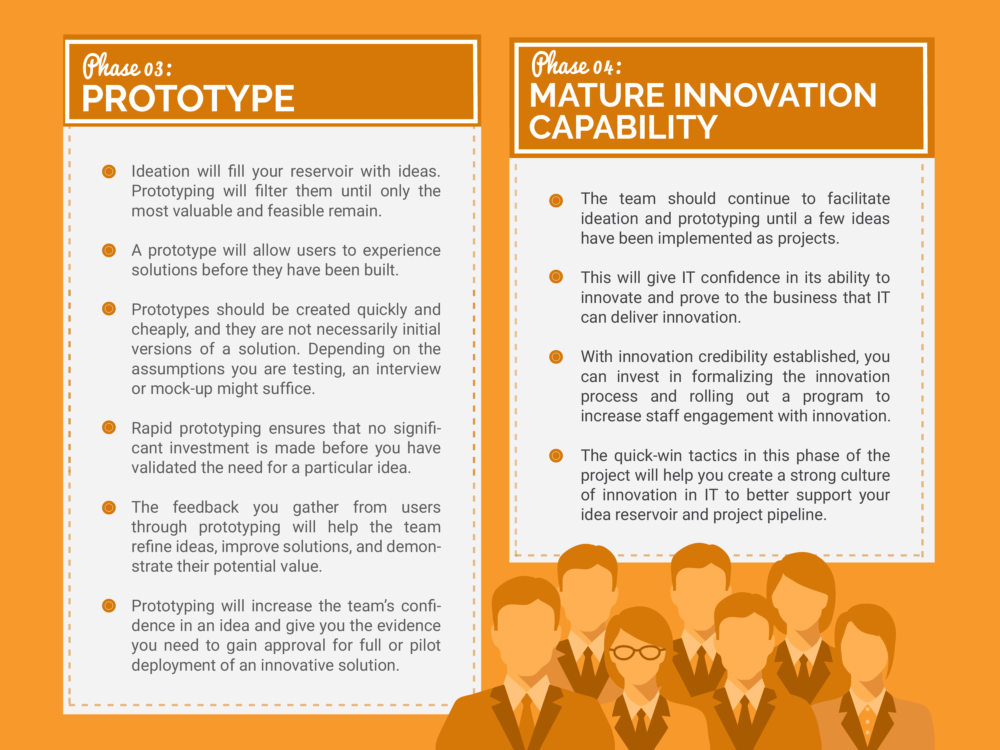 Phase 03:
PROTOTYPE
Ideation will fill your reservoir with ideas.
Prototyping will filter them until only the
most valuable and feasible remain.
A prototype will allow users to experience
solutions before they have been built.
Prototypes should be created quickly and
cheaply, and they are not necessarily initial
versions of a solution. Depending on the
assumptions you are testing, an interview
or mock-up might suffice.
Rapid prototyping ensures that no signifi-
cant investment is made before you have
validated the need for a particular idea.
The feedback you gather from users
through prototyping will help the team
refine ideas, improve solutions, and demon-
strate their potential value.
Prototyping will increase the team’s confi-
dence in an idea and give you the evidence
you need to gain approval for full or pilot
deployment of an innovative solution.
Phase 04:
MATURE INNOVATION
CAPABILITY
The team should continue to facilitate
ideation and prototyping until a few ideas
have been implemented as projects.
This will give IT confidence in its ability to
innovate and prove to the business that IT
can deliver innovation.
With innovation credibility established, you
can invest in formalizing the innovation
process and rolling out a program to
increase staff engagement with innovation.
The quick-win tactics in this phase of the
project will help you create a strong culture
of innovation in IT to better support your
idea reservoir and project pipeline.